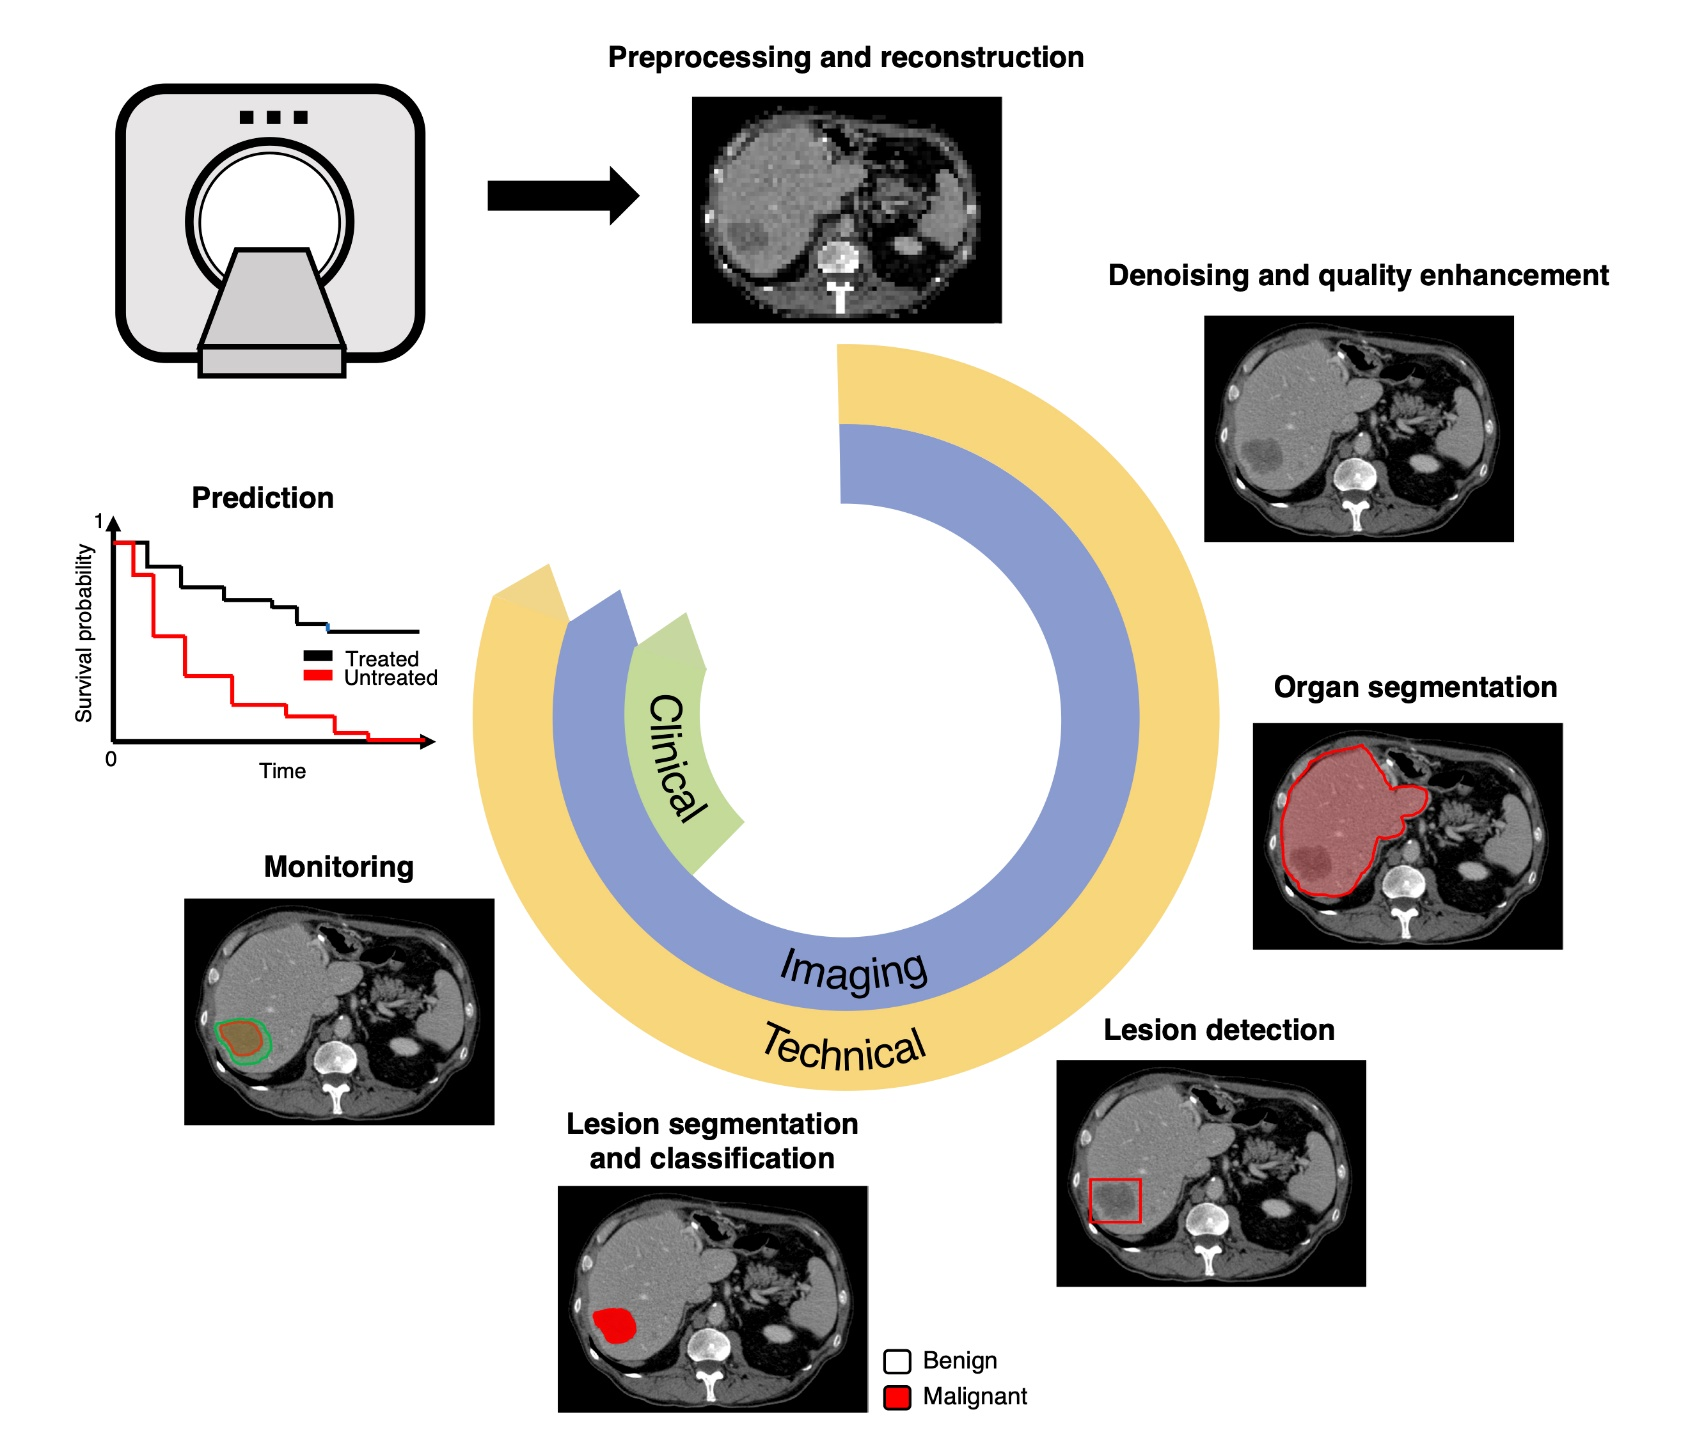 Preprocessing and reconstruction
Denoising and quality enhancement
Organ segmentation
Lesion detection
Lesion segmentation
and classification
Benign
Malignant
Monitoring
Prediction
1
Survival probability
Treated
Untreated
0
Time
Clinical
Imaging
Technical